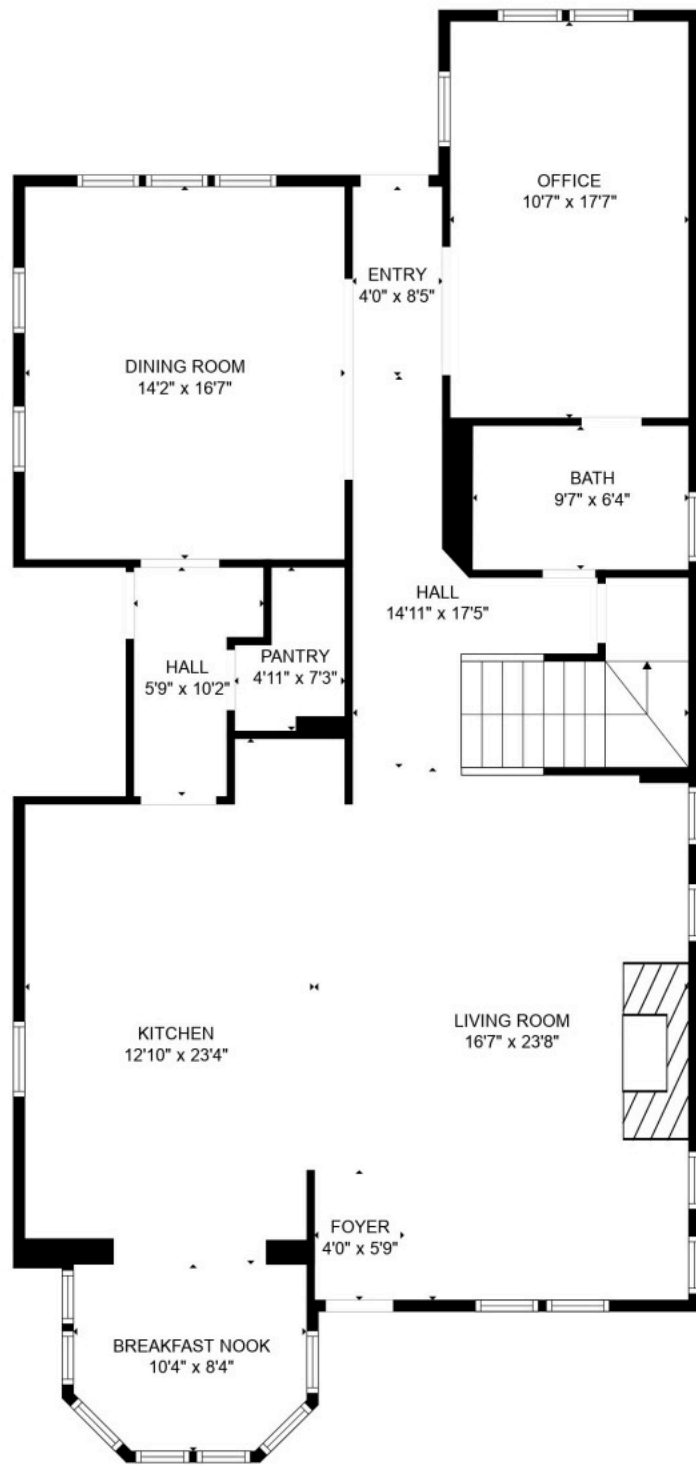 OFFICE
10'7" x 17'7"
ENTRY
4'0" x 8'5"
DINING ROOM
14'2" x 16'7"
BATH
9'7" x 6'4"
HALL
14'11" x 17'5"
HALL
5'9" x 10'2"
PANTRY
4'11" x 7'3"
KITCHEN
12'10" x 23'4"
LIVING ROOM
16'7" x 23'8"
FOYER
4'0" x 5'9"
BREAKFAST NOOK
10'4" x 8'4"